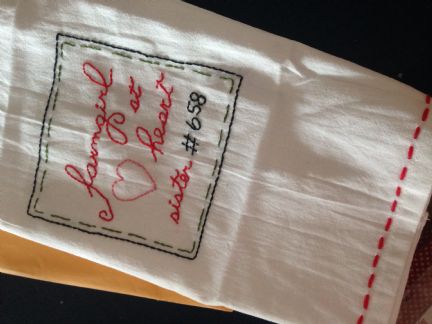 farmgirl
at
heart
sister #658